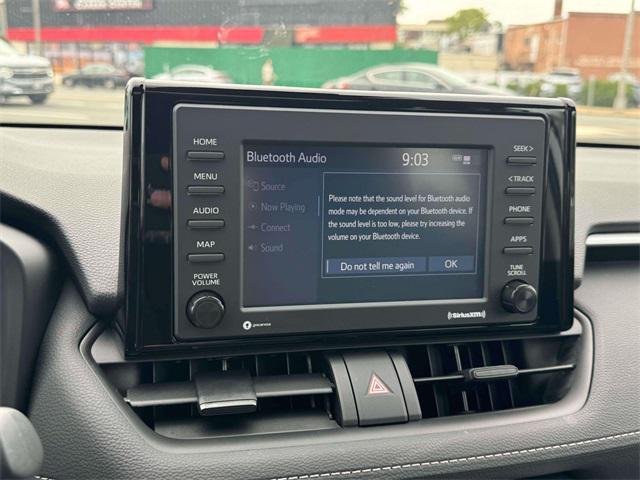 HOME
MENU
AUDIO
MAP
POWER
VOLUME
Bluetooth Audio
9:03
Source
Now Playing
Connect
Sound
Please note that the sound level for Bluetooth audio
mode may be dependent on your Bluetooth device. If
the sound level is too low, please try increasing the
volume on your Bluetooth device.
Do not tell me again
OK
SEEK>
<TRACK
PHONE
APPS
TUNE
SCROLL
gracenote
((SiriusXM))